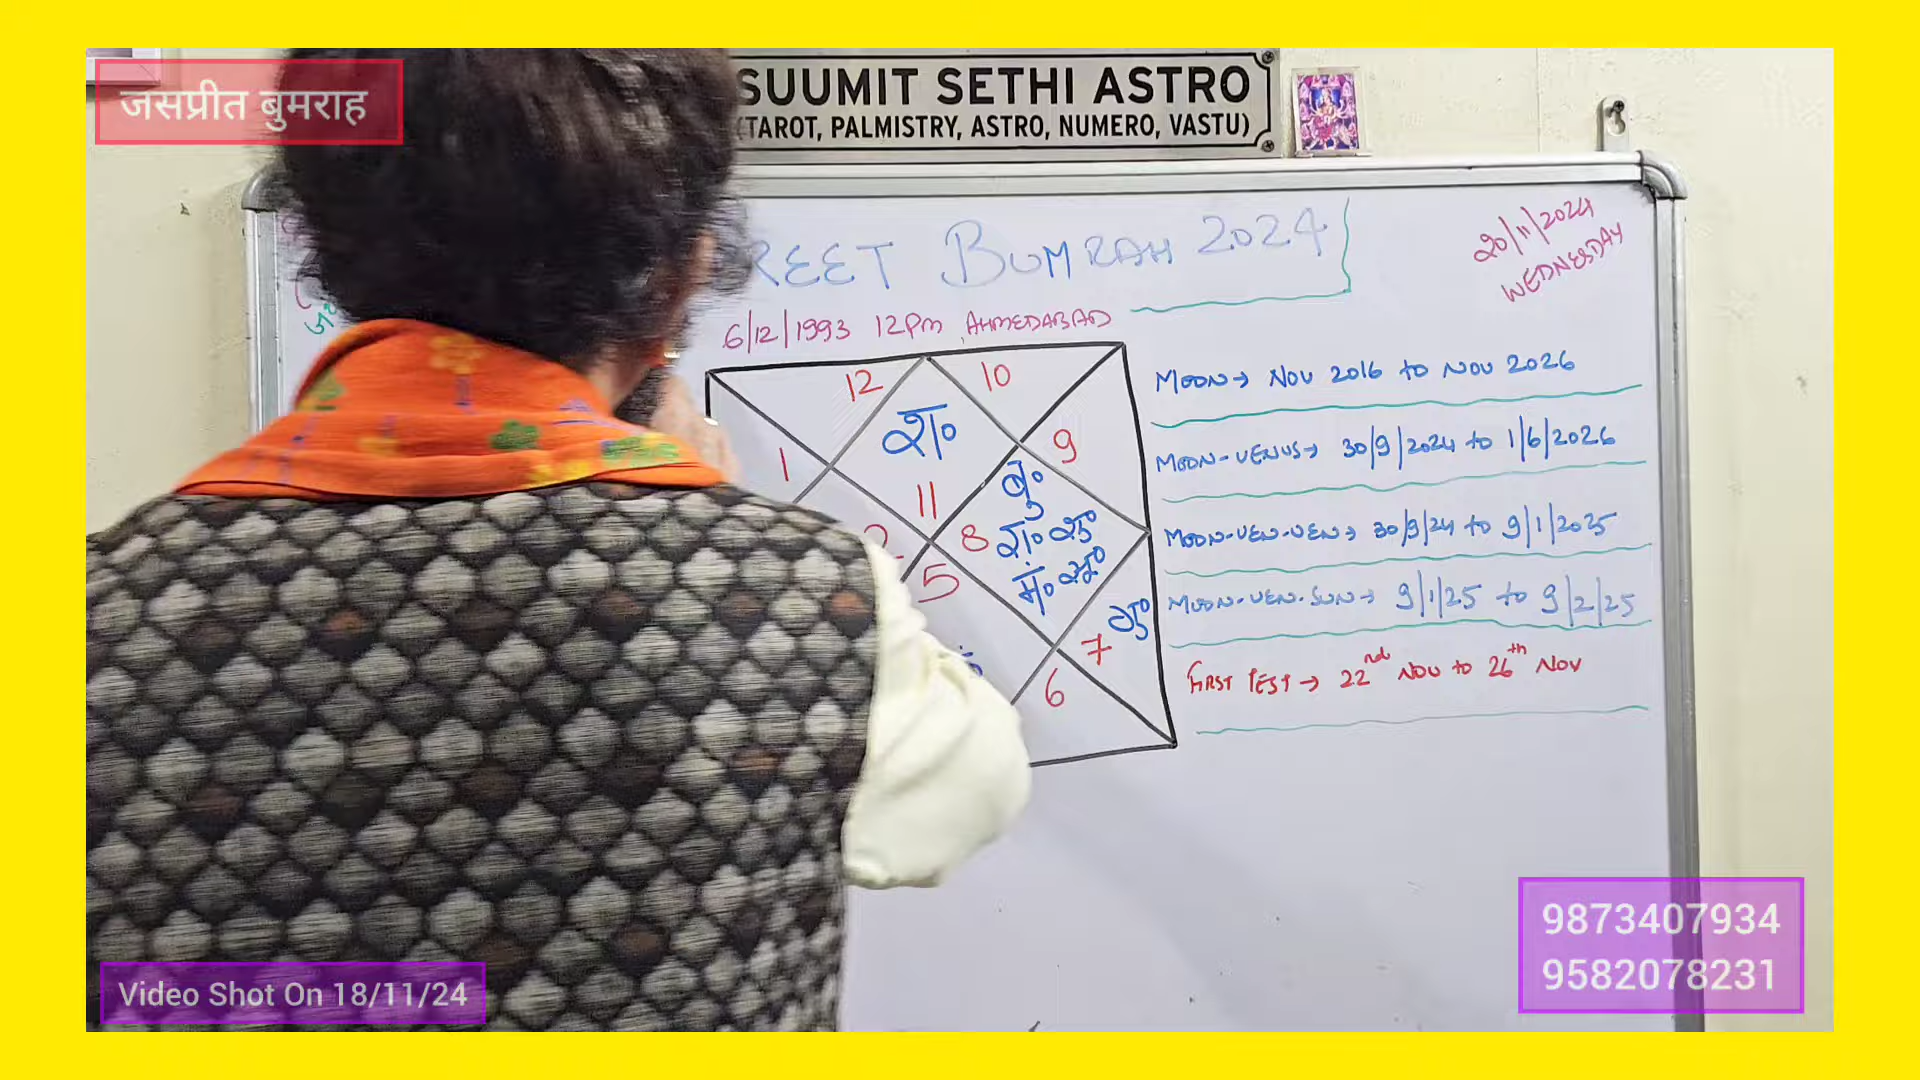 जसप्रीत बुमराह
SUUMIT SETHI ASTRO
(TAROT, PALMISTRY, ASTRO, NUMERO, VASTU)
20/11/2024
WEDNESDAY
REET BUMRAH 2024
6/12/1993 12PM AHMEDABAD
12
10
शु०
1
11
9
बु०
2
8
5
7
6
MOON → NOV 2016 to NOV 2026
MOON-VENUS → 30/9/2024 to 1/6/2026
MOON-VEN-VEN → 30/9/24 to 9/1/2025
MOON-VEN-SUN → 9/1/25 to 9/2/25
FIRST TEST → 22nd NOV to 26th NOV
9873407934
9582078231
Video Shot On 18/11/24